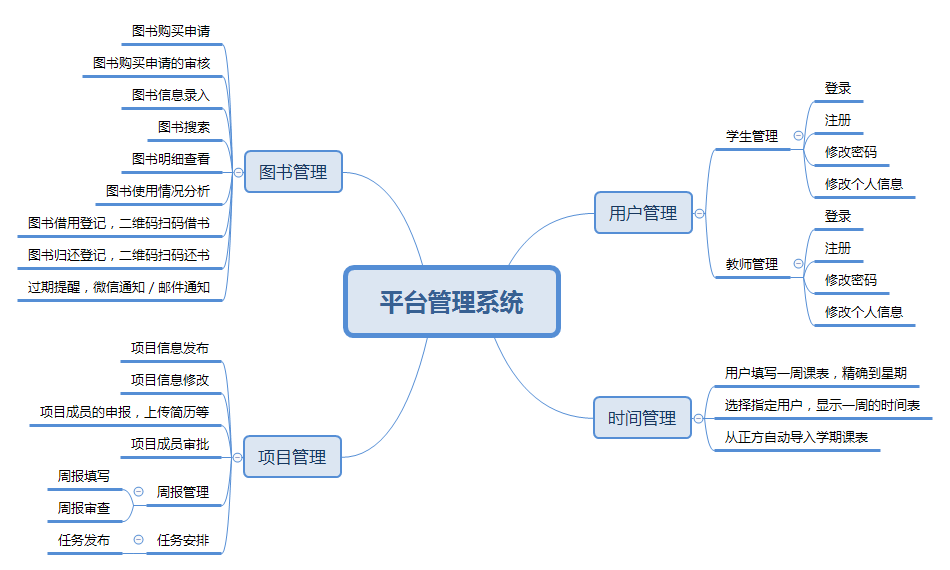 平台管理系统
图书管理
图书购买申请
图书购买申请的审核
图书信息录入
图书搜索
图书明细查看
图书使用情况分析
图书借用登记，二维码扫码借书
图书归还登记，二维码扫码还书
过期提醒，微信通知／邮件通知
项目管理
项目信息发布
项目信息修改
项目成员的申报，上传简历等
项目成员审批
周报管理
周报填写
周报审查
任务安排
任务发布
用户管理
学生管理
登录
注册
修改密码
修改个人信息
教师管理
登录
注册
修改密码
修改个人信息
时间管理
用户填写一周课表，精确到星期
选择指定用户，显示一周的时间表
从正方自动导入学期课表